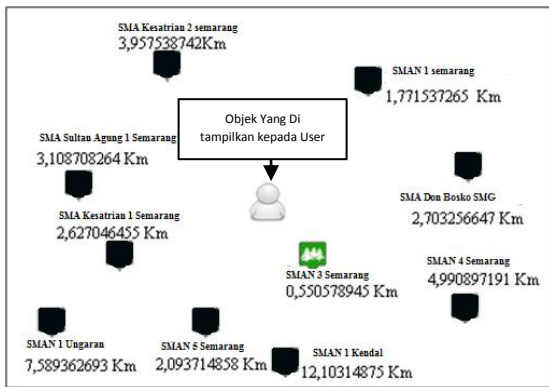 SMA Kesatrian 2 semarang
3,957538742Km
SMAN 1 semarang
1,771537265 Km
Objek Yang Di
tampilkan kepada User
SMA Sultan Agung 1 Semarang
3,108708264 Km
SMA Don Bosko SMG
2,703256647 Km
SMA Kesatrian 1 Semarang
2,627046455 Km
SMAN 3 Semarang
0,550578945 Km
SMAN 4 Semarang
4,990897191 Km
SMAN 1 Ungaran
7,589362693 Km
SMAN 5 Semarang
2,093714858 Km
SMAN 1 Kendal
12,10314875 Km